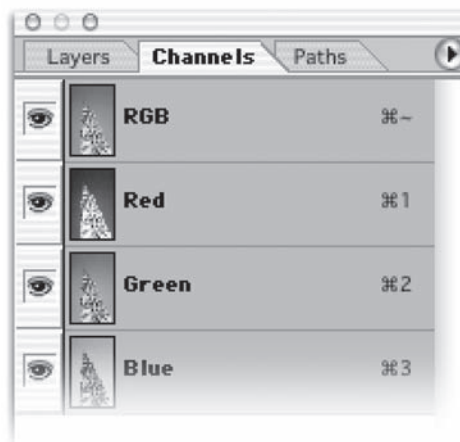 Layers Channels Paths
RGB ⌘~
Red ⌘1
Green ⌘2
Blue ⌘3